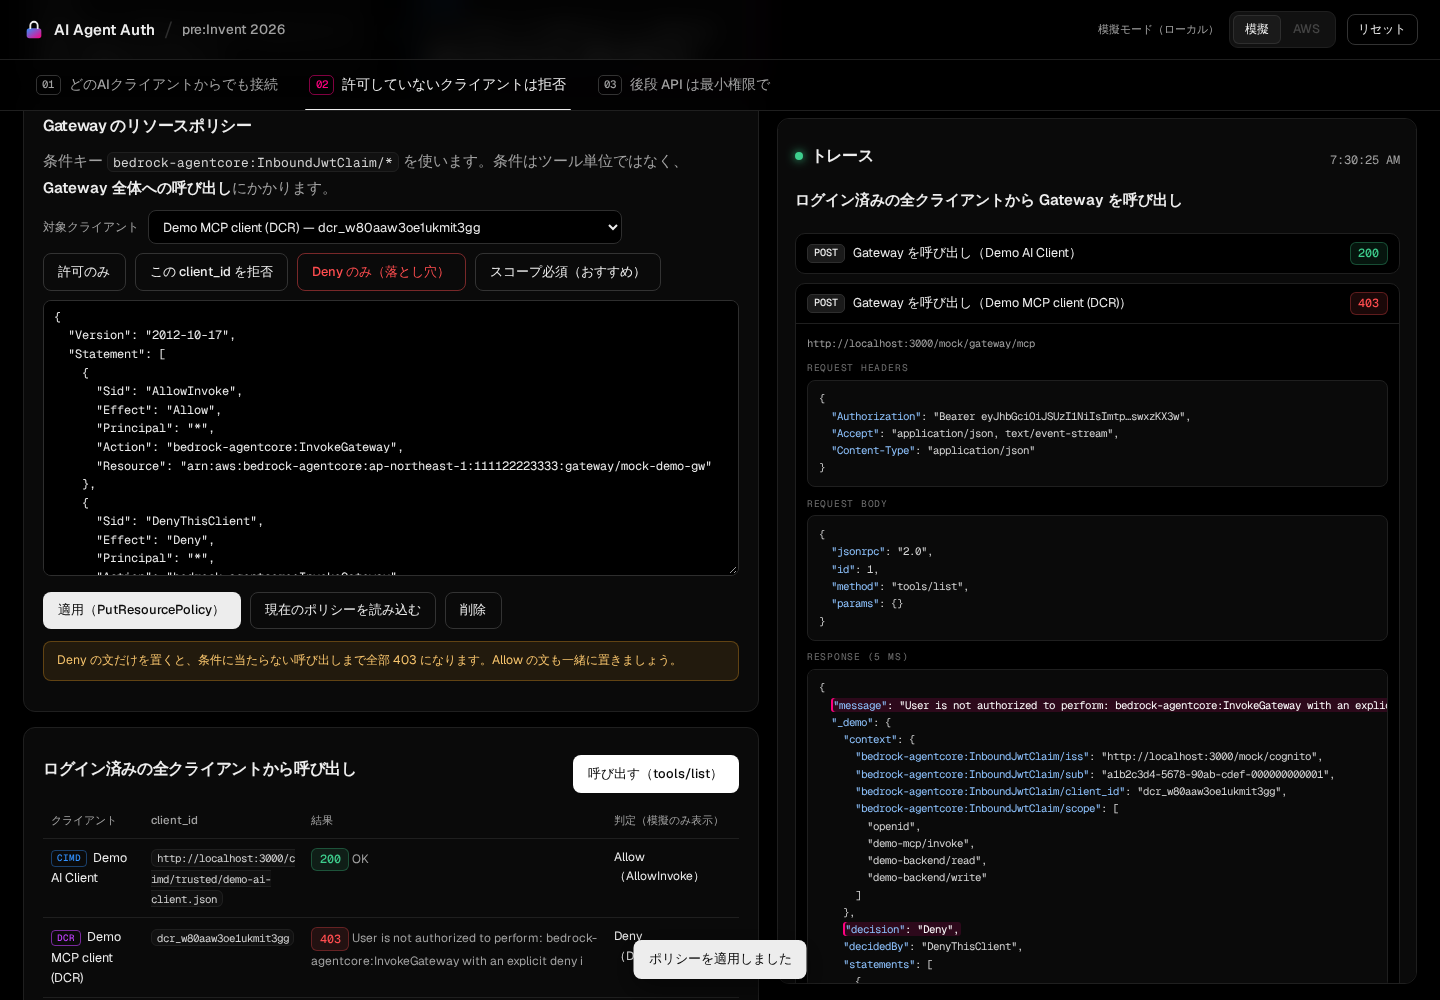 AI Agent Auth / pre:Invent 2026
模擬モード（ローカル） 模擬 AWS リセット
01 どのAIクライアントからでも接続 02 許可していないクライアントは拒否 03 後段 API は最小権限で
Gateway のリソースポリシー
条件キー bedrock-agentcore:InboundJwtClaim/* を使います。条件はツール単位ではなく、
Gateway 全体への呼び出しにかかります。
対象クライアント Demo MCP client (DCR) — dcr_w80aaw3oe1ukmit3gg
許可のみ この client_id を拒否 Deny のみ（落とし穴） スコープ必須（おすすめ）
{
"Version": "2012-10-17",
"Statement": [
{
"Sid": "AllowInvoke",
"Effect": "Allow",
"Principal": "*",
"Action": "bedrock-agentcore:InvokeGateway",
"Resource": "arn:aws:bedrock-agentcore:ap-northeast-1:111122223333:gateway/mock-demo-gw"
},
{
"Sid": "DenyThisClient",
"Effect": "Deny",
"Principal": "*",
"Action": "bedrock-agentcore:InvokeGateway",
適用（PutResourcePolicy） 現在のポリシーを読み込む 削除
Deny の文だけを置くと、条件に当たらない呼び出しまで全部 403 になります。Allow の文も一緒に置きましょう。
ログイン済みの全クライアントから呼び出し 呼び出す（tools/list）
クライアント client_id 結果 判定（模擬のみ表示）
CIMD Demo AI Client
http://localhost:3000/c
imd/trusted/demo-ai-
client.json
200 OK
Allow
（AllowInvoke）
DCR Demo
MCP client
(DCR)
dcr_w80aaw3oe1ukmit3gg
403 User is not authorized to perform: bedrock-
agentcore:InvokeGateway with an explicit deny i
Deny
ポリシーを適用しました
トレース 7:30:25 AM
ログイン済みの全クライアントから Gateway を呼び出し
POST Gateway を呼び出し（Demo AI Client） 200
POST Gateway を呼び出し（Demo MCP client (DCR)） 403
http://localhost:3000/mock/gateway/mcp
REQUEST HEADERS
{
"Authorization": "Bearer eyJhbGciOiJSUzI1NiIsImtp…swxzKX3w",
"Accept": "application/json, text/event-stream",
"Content-Type": "application/json"
}
REQUEST BODY
{
"jsonrpc": "2.0",
"id": 1,
"method": "tools/list",
"params": {}
}
RESPONSE (5 MS)
{
"message": "User is not authorized to perform: bedrock-agentcore:InvokeGateway with an explic
"_demo": {
"context": {
"bedrock-agentcore:InboundJwtClaim/iss": "http://localhost:3000/mock/cognito",
"bedrock-agentcore:InboundJwtClaim/sub": "a1b2c3d4-5678-90ab-cdef-000000000001",
"bedrock-agentcore:InboundJwtClaim/client_id": "dcr_w80aaw3oe1ukmit3gg",
"bedrock-agentcore:InboundJwtClaim/scope": [
"openid",
"demo-mcp/invoke",
"demo-backend/read",
"demo-backend/write"
]
},
"decision": "Deny",
"decidedBy": "DenyThisClient",
"statements": [
{